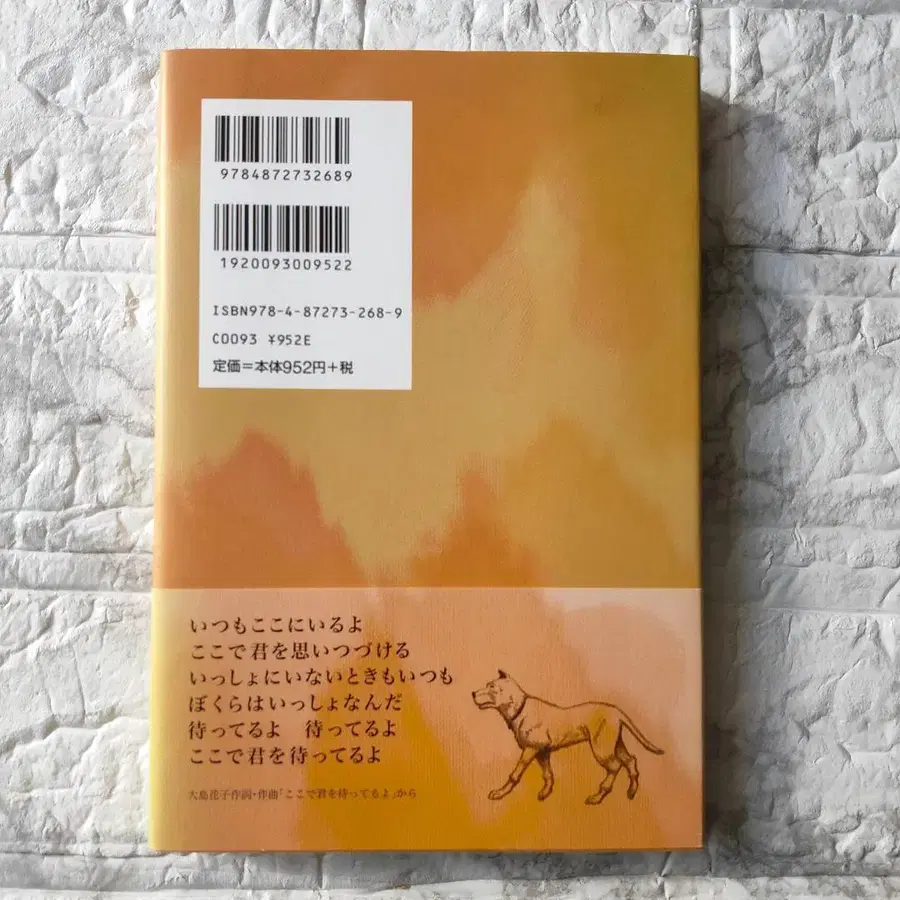 9784872732689
1920093009522
ISBN978-4-87273-268-9
C0093 ¥952E
定価＝本体952円＋税
いつもここにいるよ
ここで君を思いつづける
いっしょにいないときもいつも
ぼくらはいっしょなんだ
待ってるよ　待ってるよ
ここで君を待ってるよ
大島花子作詞・作曲「ここで君を待ってるよ」から